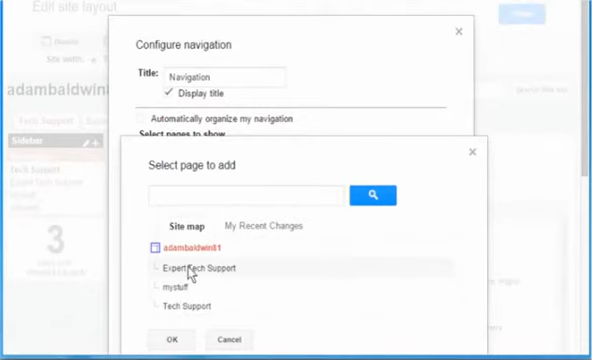 Edit site layout
Configure navigation
Title: Navigation
Display title
adambaldwin
Automatically organize my navigation
Select pages to show
Tech Support
Sidebar
Select page to add
Tech Support
Expert Tech Support
Site map My Recent Changes
3
adambaldwin81
Expert Tech Support
mystuff
Tech Support
OK Cancel